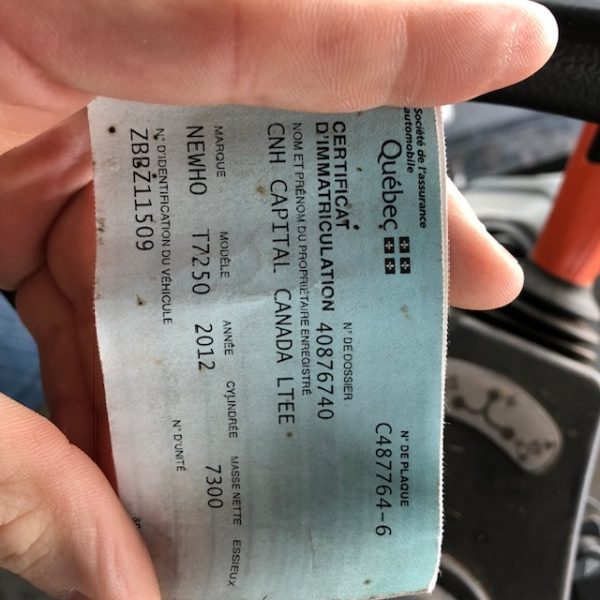 Société de l'assurance
automobile
Québec
N° DE PLAQUE
C487764-6
N° DE DOSSIER
CERTIFICAT
D'IMMATRICULATION 40876740
NOM ET PRÉNOM DU PROPRIÉTAIRE ENREGISTRÉ
CNH CAPITAL CANADA LTEE
MARQUE MODÈLE ANNÉE CYLINDRÉE MASSE NETTE ESSIEUX
NEWHO T7250 2012 7300
N° D'IDENTIFICATION DU VÉHICULE N° D'UNITÉ
ZBBZ11509